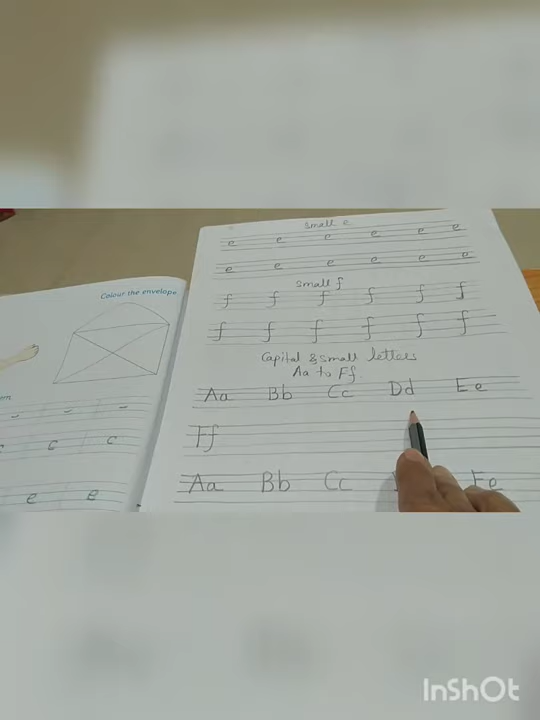 Small e
e e e e e e
e e e e e e
Small f
f f f f f f
f f f f f f
Capital & Small letters
Aa to Ff
Aa Bb Cc Dd Ee
Ff
Aa Bb Cc Ee
Colour the envelope
c c c
e e
InShOt